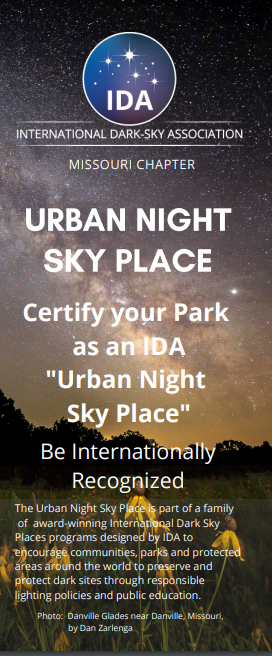 IDA
INTERNATIONAL DARK-SKY ASSOCIATION
MISSOURI CHAPTER
URBAN NIGHT
SKY PLACE
Certify your Park
as an IDA
"Urban Night
Sky Place"
Be Internationally
Recognized
The Urban Night Sky Place is part of a family
of award-winning International Dark Sky
Places programs designed by IDA to
encourage communities, parks and protected
areas around the world to preserve and
protect dark sites through responsible
lighting policies and public education.
Photo: Danville Glades near Danville, Missouri,
by Dan Zarlenga